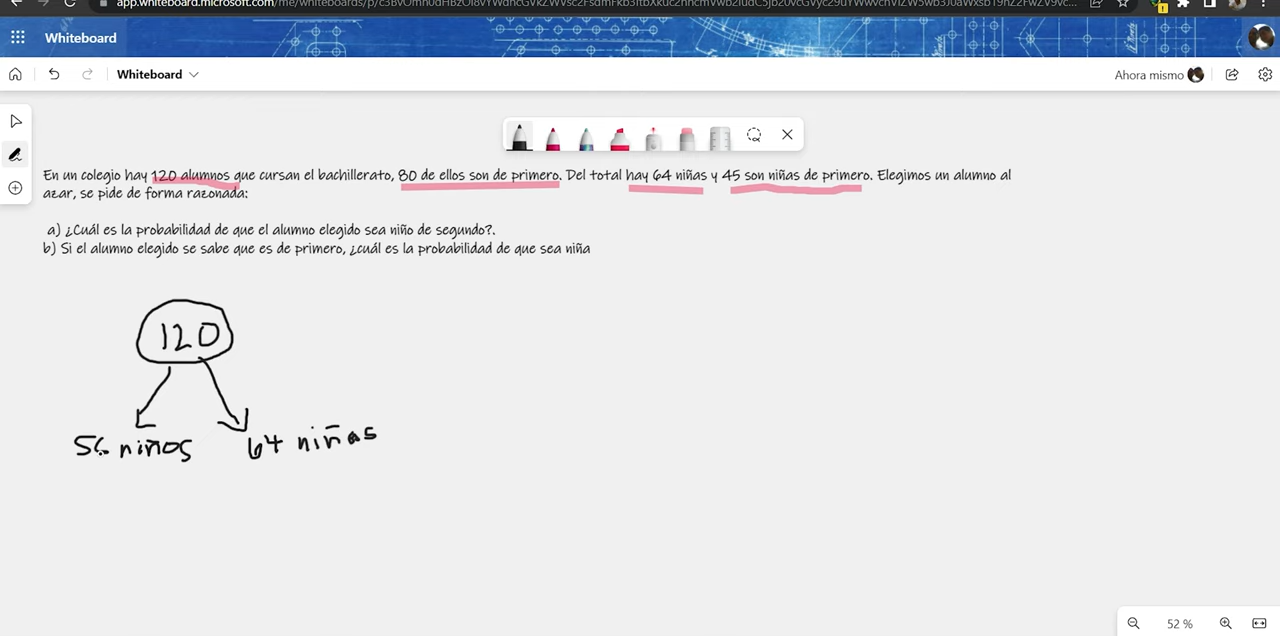 Whiteboard
Whiteboard
Ahora mismo
En un colegio hay 120 alumnos que cursan el bachillerato, 80 de ellos son de primero. Del total hay 64 niñas y 45 son niñas de primero. Elegimos un alumno al
azar, se pide de forma razonada:
a) ¿Cuál es la probabilidad de que el alumno elegido sea niño de segundo?.
b) Si el alumno elegido se sabe que es de primero, ¿cuál es la probabilidad de que sea niña
120
56 niños
64 niñas
52 %